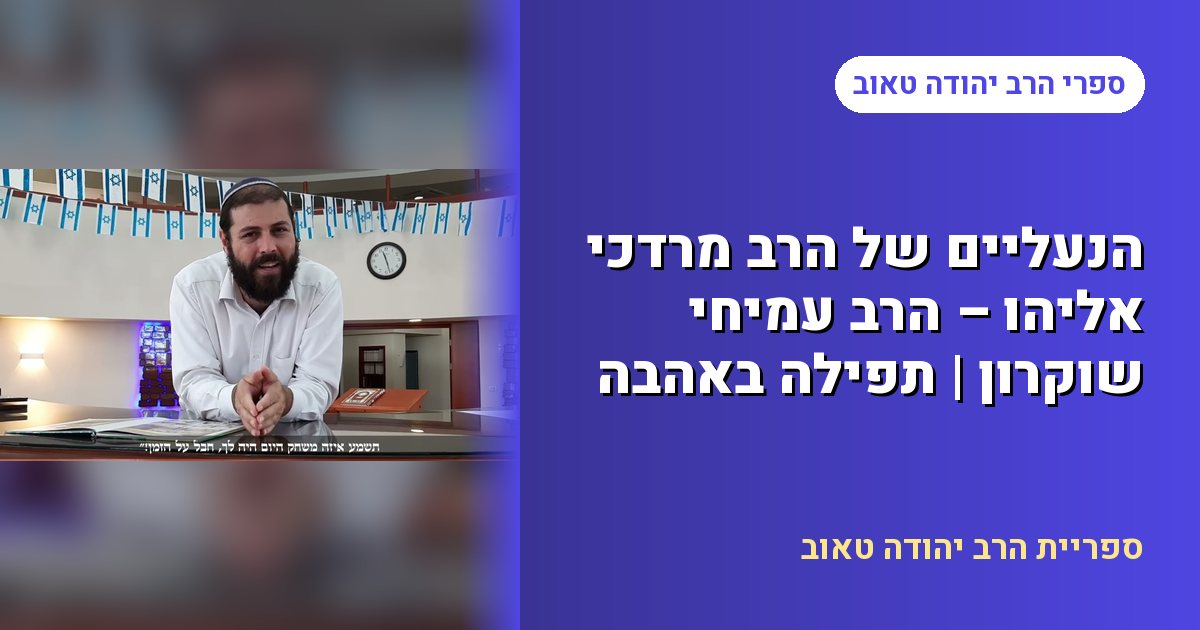 ספרי הרב יהודה טאוב
הנעליים של הרב מרדכי
אליהו – הרב עמיחי
שוקרון | תפילה באהבה
ספריית הרב יהודה טאוב
תשמע איזה משחק היום היה לך, חבל על הזמן!״